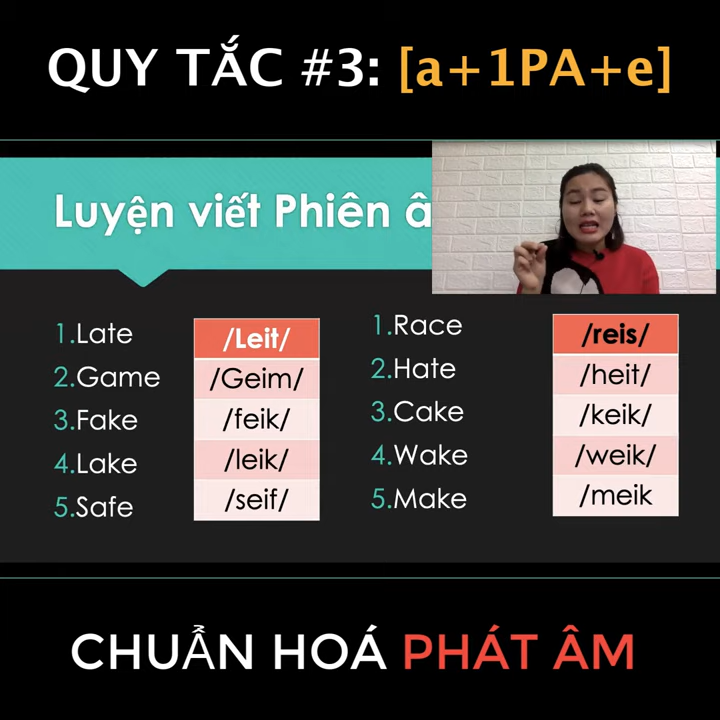 QUY TẮC #3: [a+1PA+e]
Luyện viết Phiên â
1.Late /Leit/
2.Game /Geim/
3.Fake /feik/
4.Lake /leik/
5.Safe /seif/
1.Race /reis/
2.Hate /heit/
3.Cake /keik/
4.Wake /weik/
5.Make /meik
CHUẨN HOÁ PHÁT ÂM